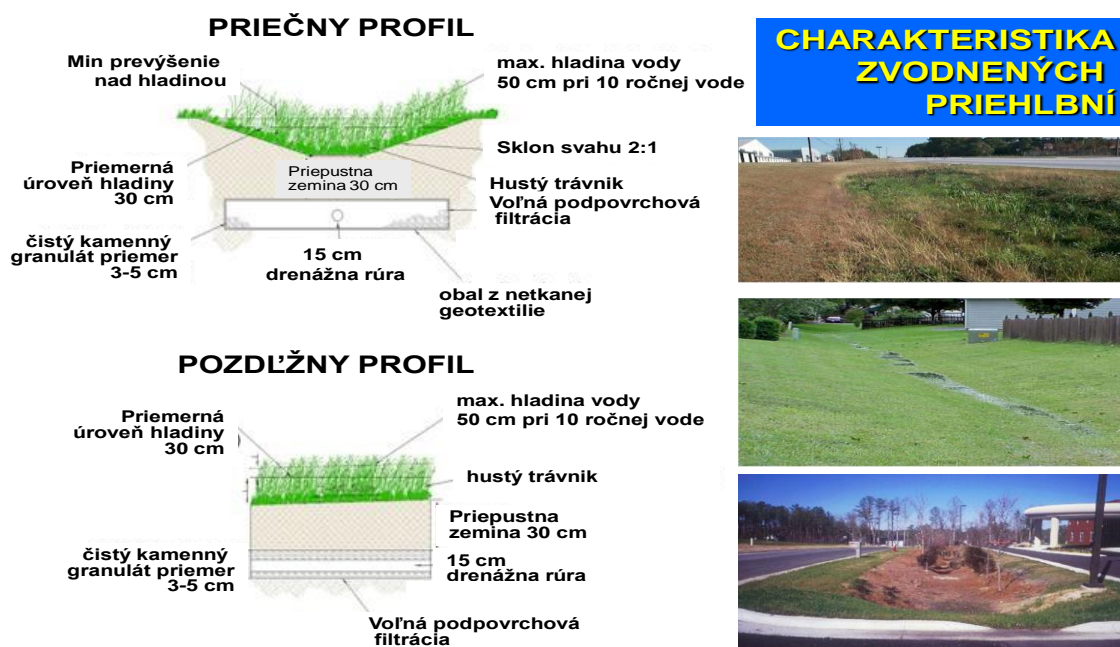 PRIEČNY PROFIL
Min prevýšenie
nad hladinou
max. hladina vody
50 cm pri 10 ročnej vode
Sklon svahu 2:1
Priemerná
úroveň hladiny
30 cm
Priepustna
zemina 30 cm
Hustý trávnik
Voľná podpovrchová
filtrácia
čistý kamenný
granulát priemer
3-5 cm
15 cm
drenážna rúra
obal z netkanej
geotextilie
POZDĽŽNY PROFIL
Priemerná
úroveň hladiny
30 cm
max. hladina vody
50 cm pri 10 ročnej vode
hustý trávnik
Priepustna
zemina 30 cm
čistý kamenný
granulát priemer
3-5 cm
15 cm
drenážna rúra
Voľná podpovrchová
filtrácia
CHARAKTERISTIKA
ZVODNENÝCH
PRIEHLBNÍ